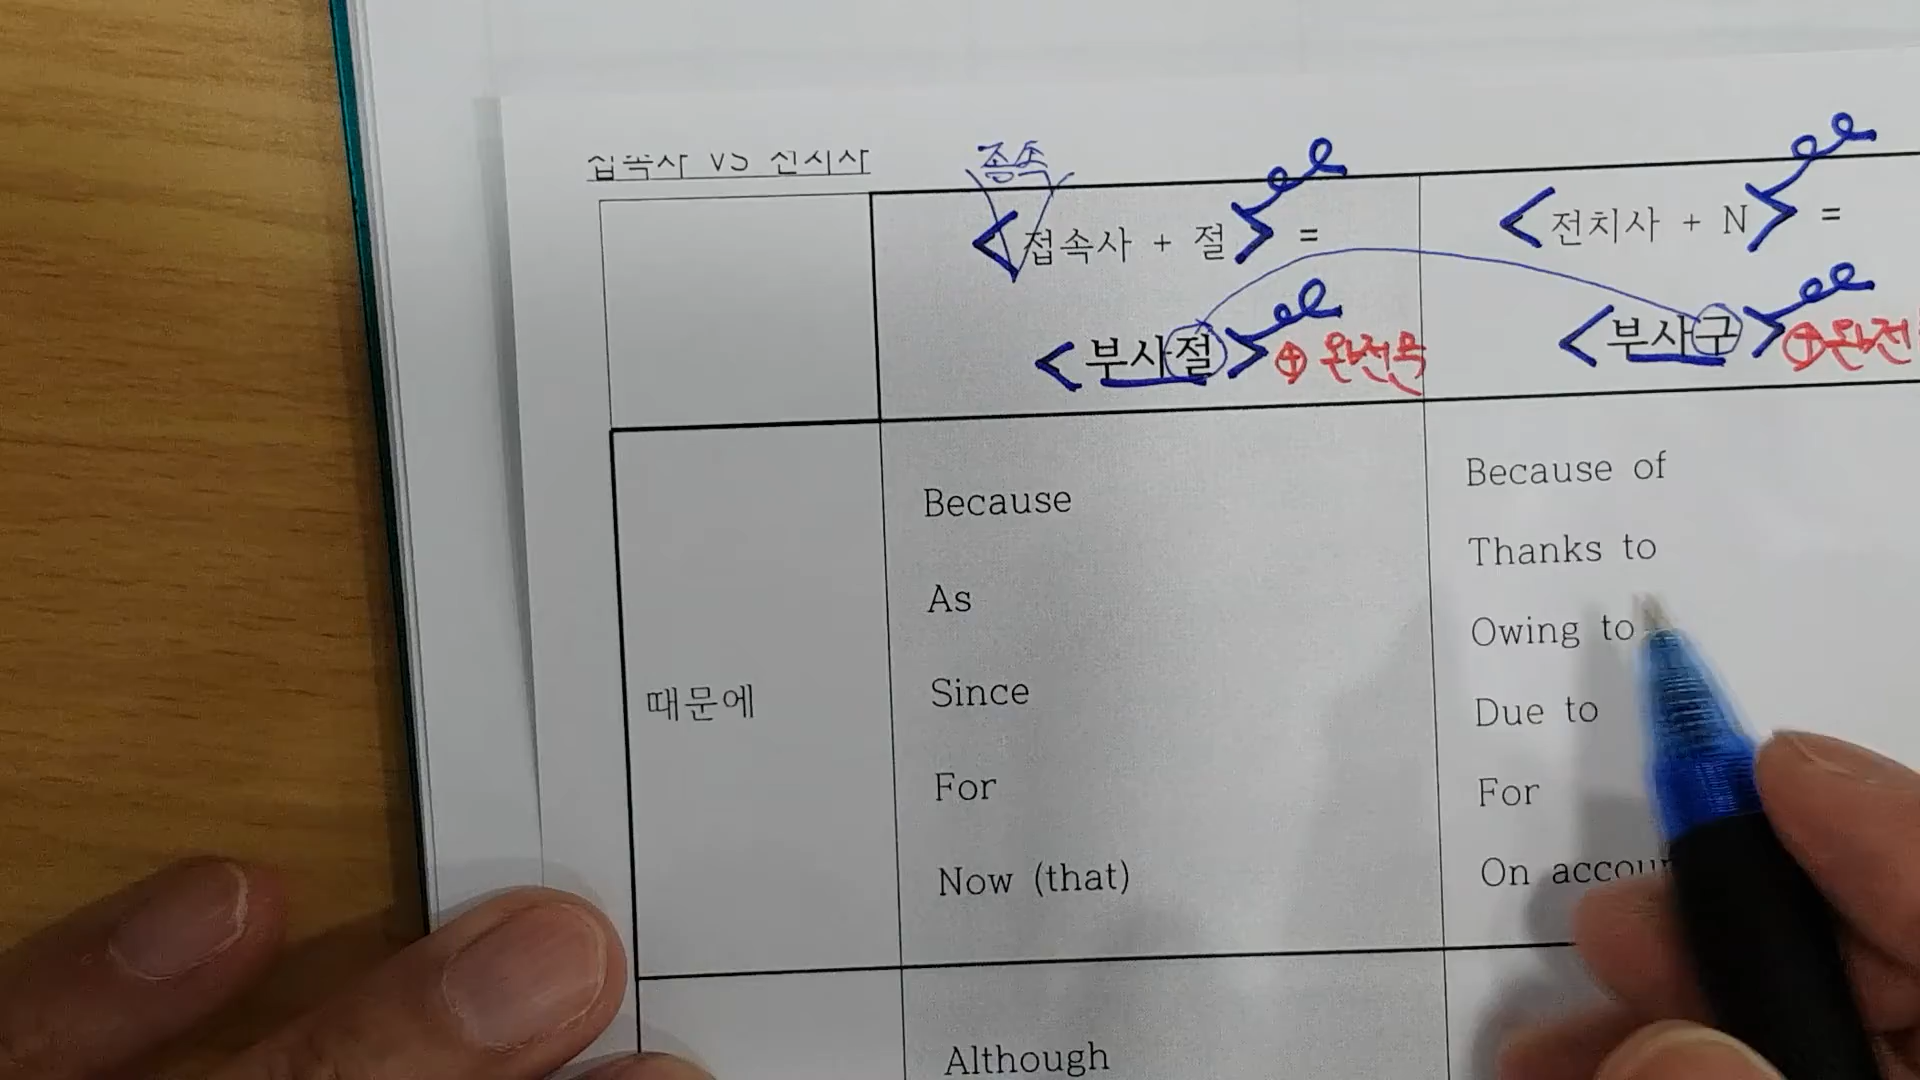 접속사 VS 전치사
종속
<접속사 + 절> =
<부사절> + 완전문
<전치사 + N> =
<부사구> + 완전
때문에
Because
As
Since
For
Now (that)
Because of
Thanks to
Owing to
Due to
For
On accoun
Although